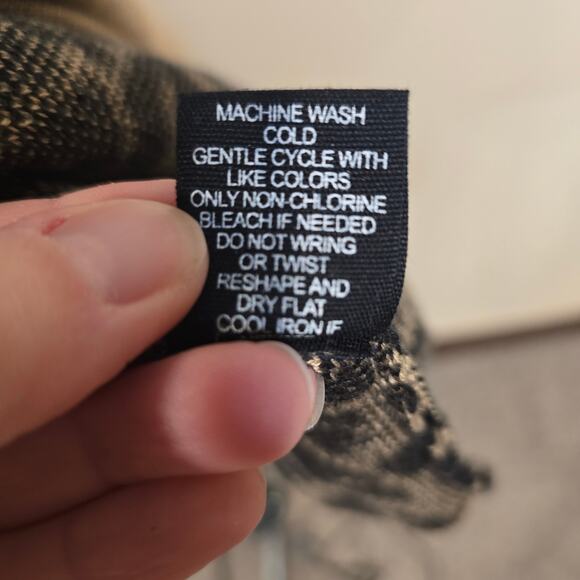 MACHINE WASH
COLD
GENTLE CYCLE WITH
LIKE COLORS
ONLY NON-CHLORINE
BLEACH IF NEEDED
DO NOT WRING
OR TWIST
RESHAPE AND
DRY FLAT
COOL IRON IF